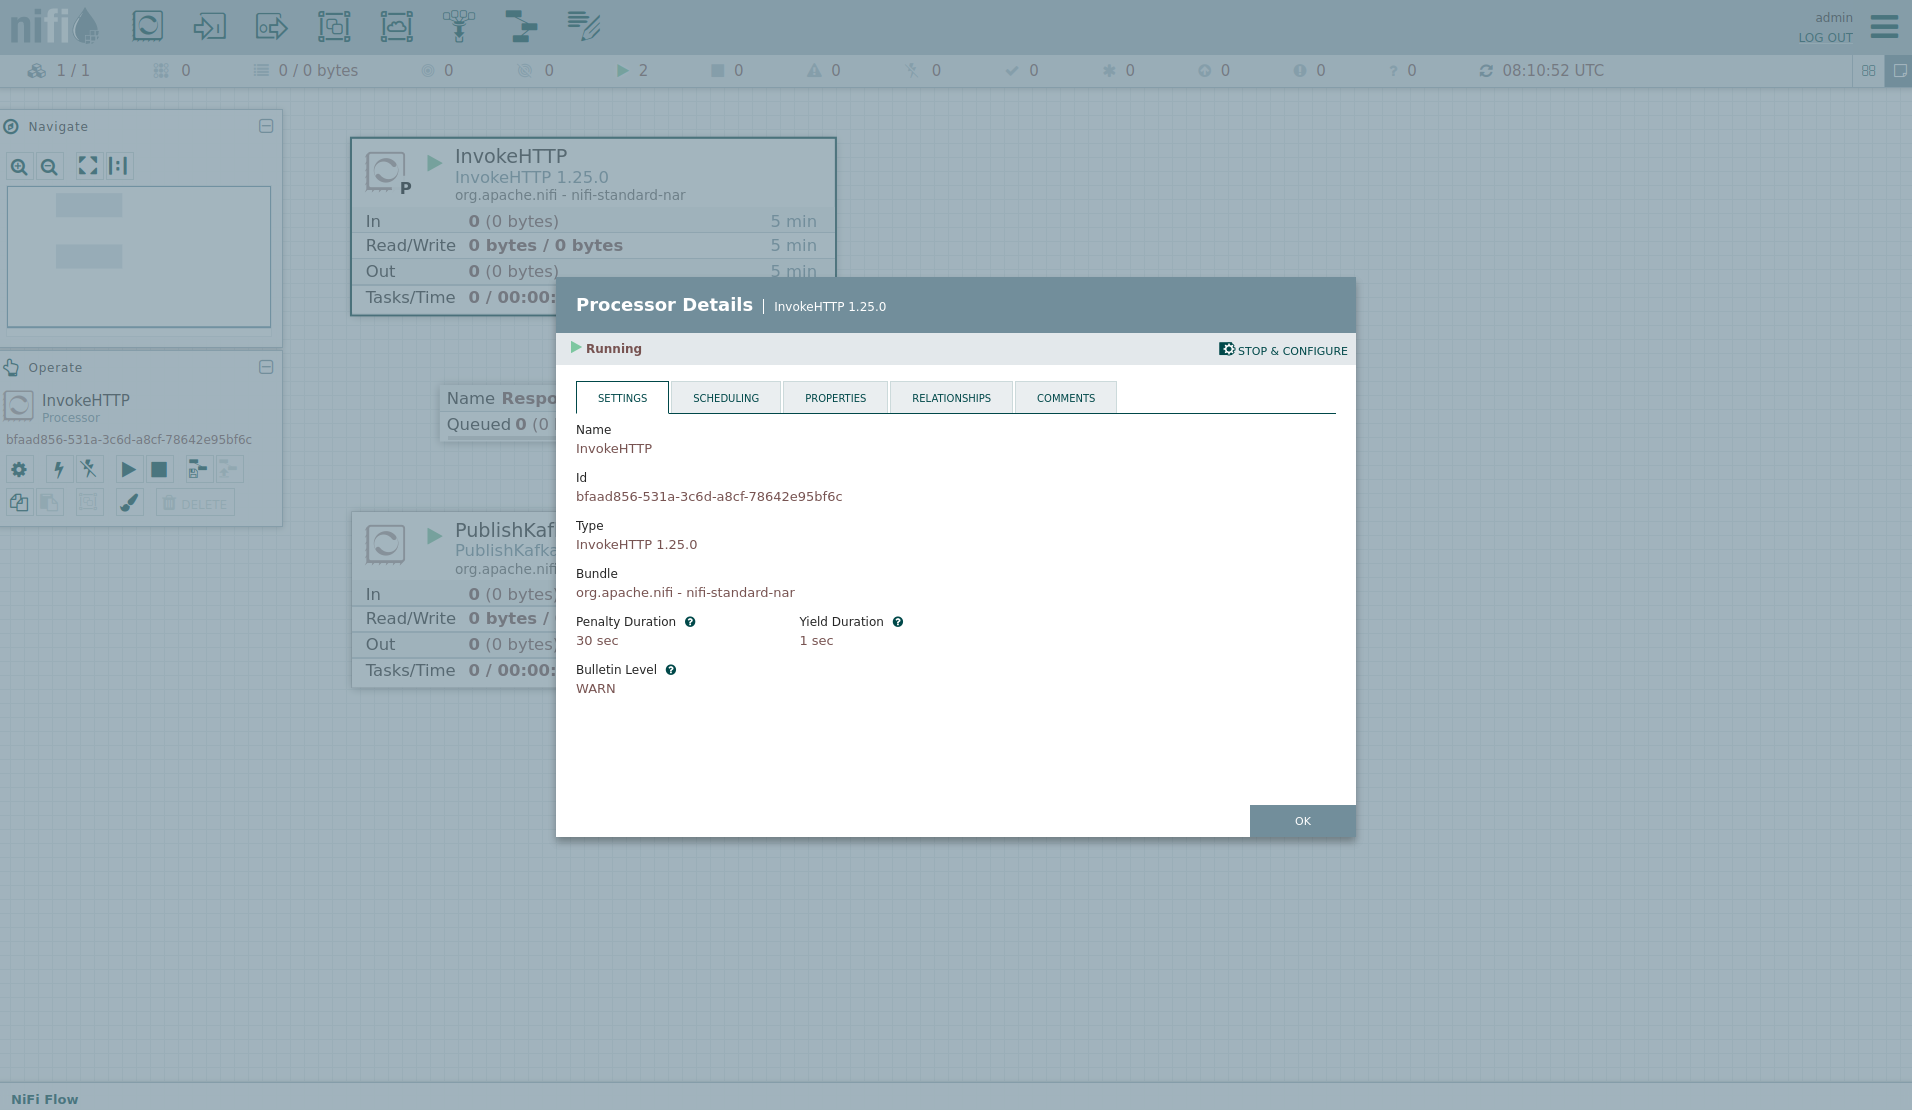 nifi
admin
LOG OUT
1 / 1
0
0 / 0 bytes
0
0
2
0
0
0
0
0
0
0
? 0
08:10:52 UTC
Navigate
Operate
InvokeHTTP
Processor
bfaad856-531a-3c6d-a8cf-78642e95bf6c
DELETE
P
InvokeHTTP
InvokeHTTP 1.25.0
org.apache.nifi - nifi-standard-nar
In 0 (0 bytes) 5 min
Read/Write 0 bytes / 0 bytes 5 min
Out 0 (0 bytes) 5 min
Tasks/Time 0 / 00:00:
Name Respo
Queued 0 (0
PublishKaf
PublishKafka
org.apache.nifi
In 0 (0 bytes)
Read/Write 0 bytes /
Out 0 (0 bytes)
Tasks/Time 0 / 00:00:
Processor Details | InvokeHTTP 1.25.0
Running
STOP & CONFIGURE
SETTINGS
SCHEDULING
PROPERTIES
RELATIONSHIPS
COMMENTS
Name
InvokeHTTP
Id
bfaad856-531a-3c6d-a8cf-78642e95bf6c
Type
InvokeHTTP 1.25.0
Bundle
org.apache.nifi - nifi-standard-nar
Penalty Duration ?
30 sec
Yield Duration ?
1 sec
Bulletin Level ?
WARN
OK
NiFi Flow